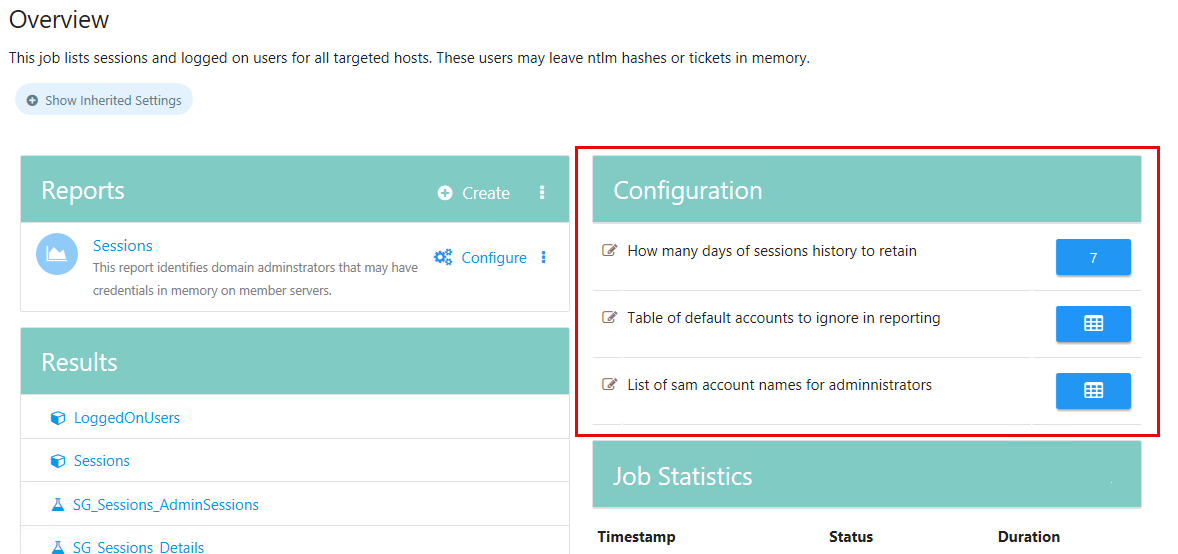 Overview
This job lists sessions and logged on users for all targeted hosts. These users may leave ntlm hashes or tickets in memory.
Show Inherited Settings
Reports
Create
Sessions
This report identifies domain adminstrators that may have
credentials in memory on member servers.
Configure
Results
LoggedOnUsers
Sessions
SG_Sessions_AdminSessions
SG_Sessions_Details
Configuration
How many days of sessions history to retain
7
Table of default accounts to ignore in reporting
List of sam account names for adminnistrators
Job Statistics
Timestamp Status Duration